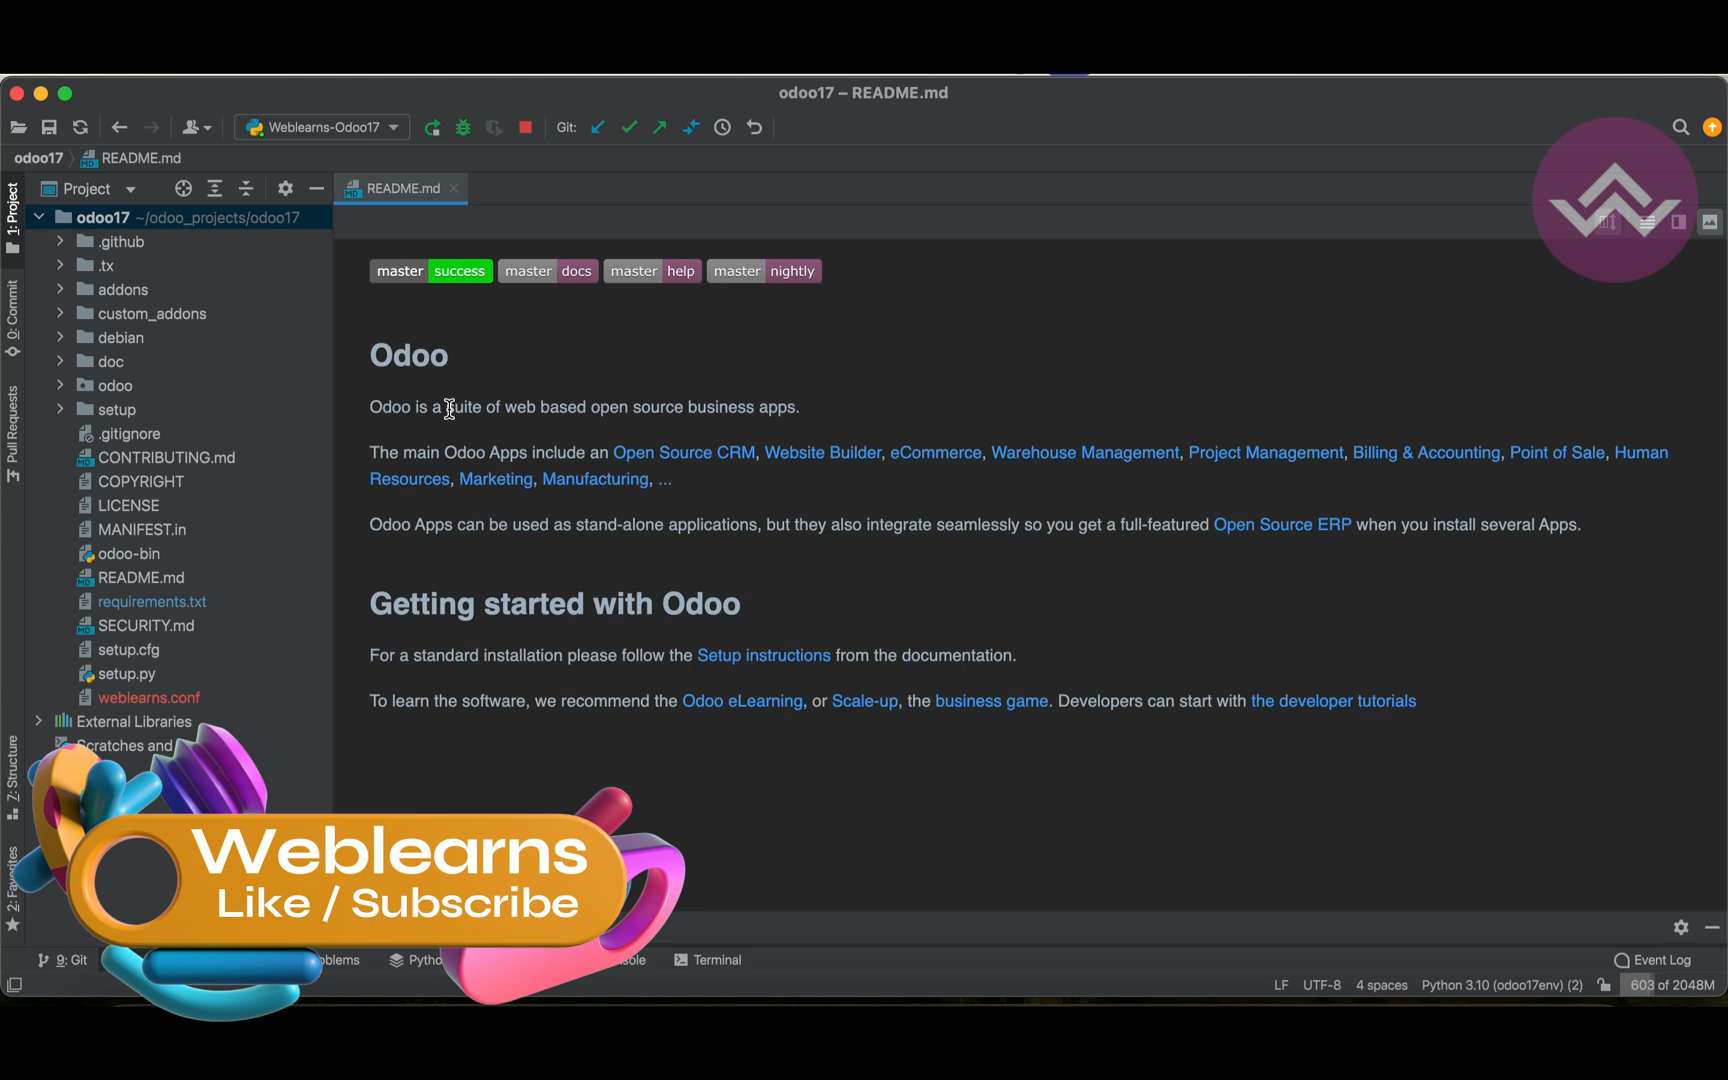 odoo17 – README.md
Weblearns-Odoo17
Git:
odoo17
README.md
1: Project
0: Commit
Pull Requests
7: Structure
2: Favorites
Project
README.md
odoo17 ~/odoo_projects/odoo17
.github
.tx
addons
custom_addons
debian
doc
odoo
setup
.gitignore
CONTRIBUTING.md
COPYRIGHT
LICENSE
MANIFEST.in
odoo-bin
README.md
requirements.txt
SECURITY.md
setup.cfg
setup.py
weblearns.conf
External Libraries
Scratches and
master success master docs master help master nightly
Odoo
Odoo is a suite of web based open source business apps.
The main Odoo Apps include an Open Source CRM, Website Builder, eCommerce, Warehouse Management, Project Management, Billing & Accounting, Point of Sale, Human
Resources, Marketing, Manufacturing, ...
Odoo Apps can be used as stand-alone applications, but they also integrate seamlessly so you get a full-featured Open Source ERP when you install several Apps.
Getting started with Odoo
For a standard installation please follow the Setup instructions from the documentation.
To learn the software, we recommend the Odoo eLearning, or Scale-up, the business game. Developers can start with the developer tutorials
Weblearns
Like / Subscribe
9: Git
Terminal
Event Log
LF UTF-8 4 spaces Python 3.10 (odoo17env) (2) 603 of 2048M